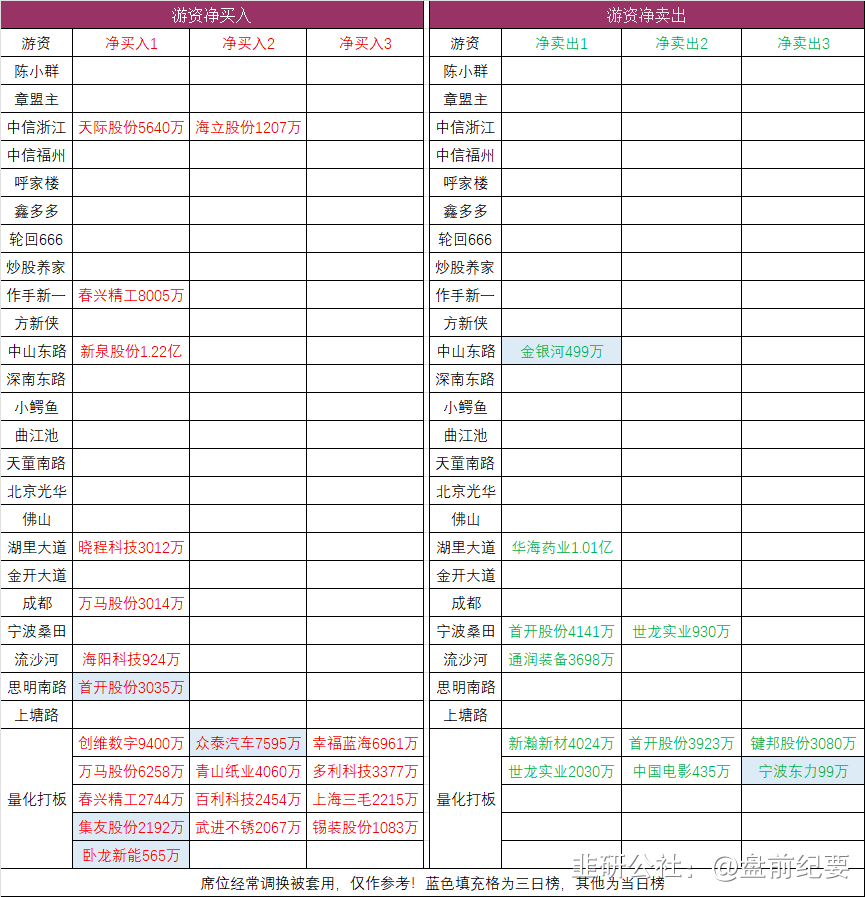 游资净买入 游资净卖出
游资 净买入1 净买入2 净买入3 游资 净卖出1 净卖出2 净卖出3
陈小群 陈小群
章盟主 章盟主
中信浙江 天际股份5640万 海立股份1207万 中信浙江
中信福州 中信福州
呼家楼 呼家楼
鑫多多 鑫多多
轮回666 轮回666
炒股养家 炒股养家
作手新一 春兴精工8005万 作手新一
方新侠 方新侠
中山东路 新泉股份1.22亿 中山东路 金银河499万
深南东路 深南东路
小鳄鱼 小鳄鱼
曲江池 曲江池
天童南路 天童南路
北京光华 北京光华
佛山 佛山
湖里大道 晓程科技3012万 湖里大道 华海药业1.01亿
金开大道 金开大道
成都 万马股份3014万 成都
宁波桑田 宁波桑田 首开股份4141万 世龙实业930万
流沙河 海阳科技924万 流沙河 通润装备3698万
思明南路 首开股份3035万 思明南路
上塘路 上塘路
创维数字9400万 众泰汽车7595万 幸福蓝海6961万 新瀚新材4024万 首开股份3923万 键邦股份3080万
万马股份6258万 青山纸业4060万 多利科技3377万 世龙实业2030万 中国电影435万 宁波东力99万
量化打板 春兴精工2744万 百利科技2454万 上海三毛2215万 量化打板
集友股份2192万 武进不锈2067万 锡装股份1083万
卧龙新能565万
韭研公社：@盘前纪要
席位经常调换被套用，仅作参考！蓝色填充格为三日榜，其他为当日榜